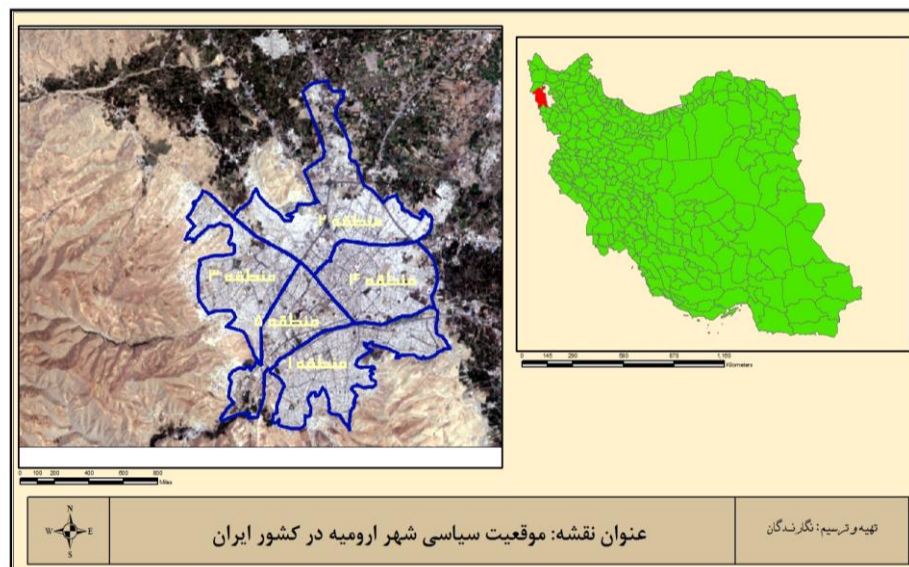 منطقه ۲
منطقه ۳
منطقه ۴
منطقه ۵
منطقه ۱
0 100 200 400 600 800
Miles
0 145 290 580 870 1,160
Kilometers
N
W E
S
عنوان نقشه: موقعیت سیاسی شهر ارومیه در کشور ایران
تهیه و ترسیم: نگارندگان